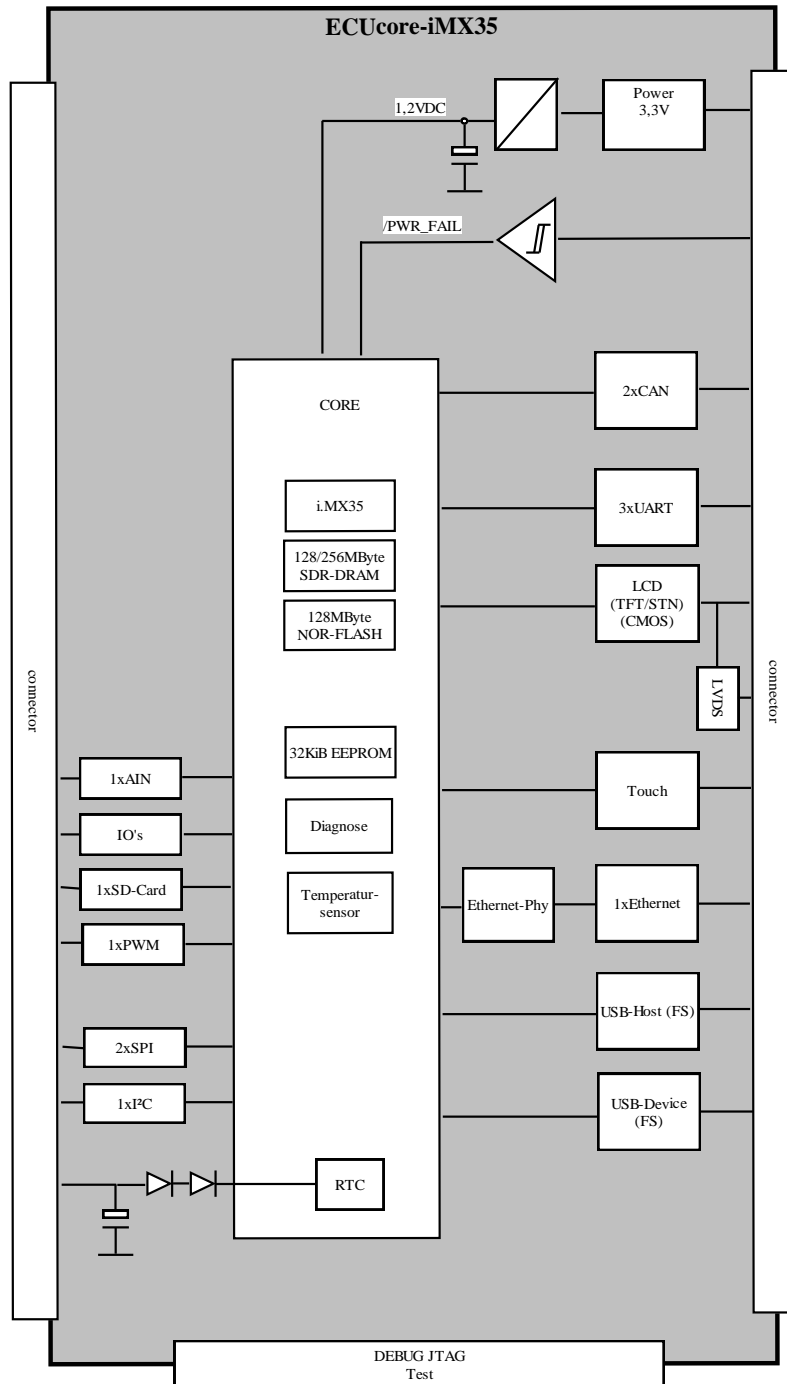 ECUcore-iMX35
Power
3,3V
1,2VDC
/PWR_FAIL
CORE
2xCAN
i.MX35
3xUART
128/256MByte
SDR-DRAM
LCD
(TFT/STN)
(CMOS)
128MByte
NOR-FLASH
LVDS
connector
connector
32KiB EEPROM
1xAIN
Touch
IO's
Diagnose
1xSD-Card
Temperatur-
sensor
Ethernet-Phy
1xEthernet
1xPWM
USB-Host (FS)
2xSPI
1xI²C
USB-Device
(FS)
RTC
DEBUG JTAG
Test